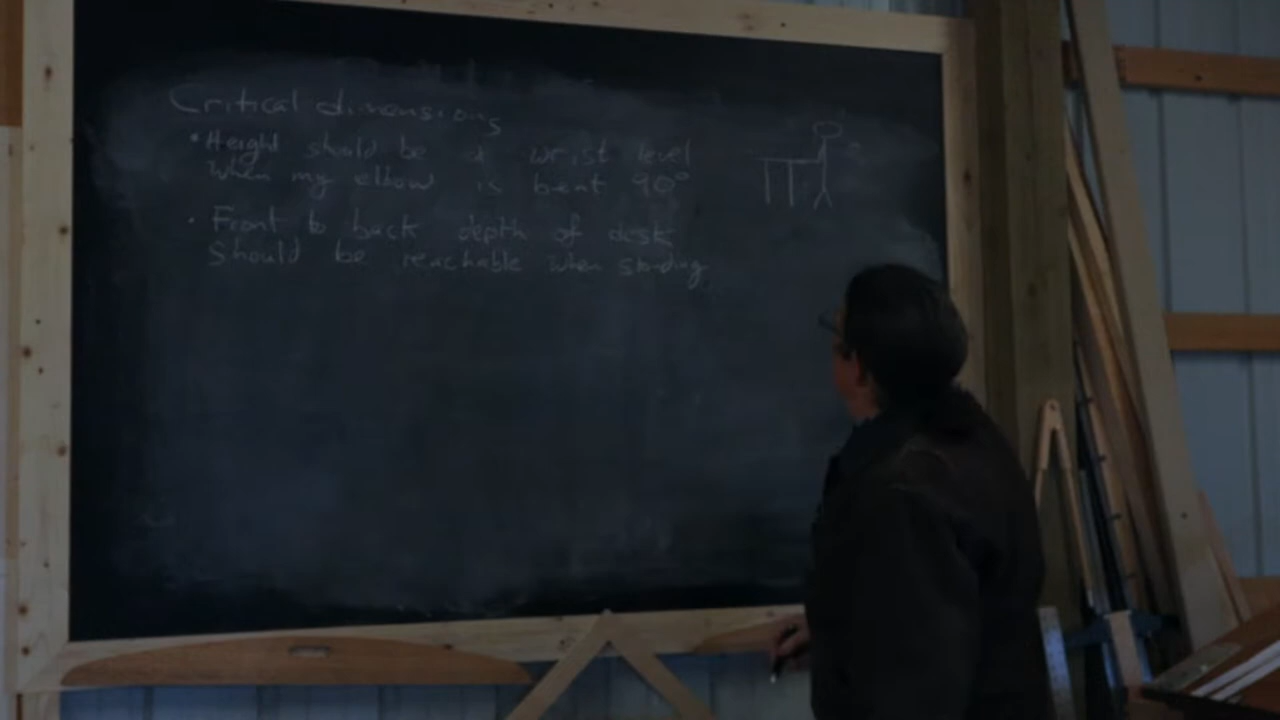 Critical dimensions
• Height should be a wrist level
when my elbow is bent 90°
• Front to back depth of desk
Should be reachable when standing